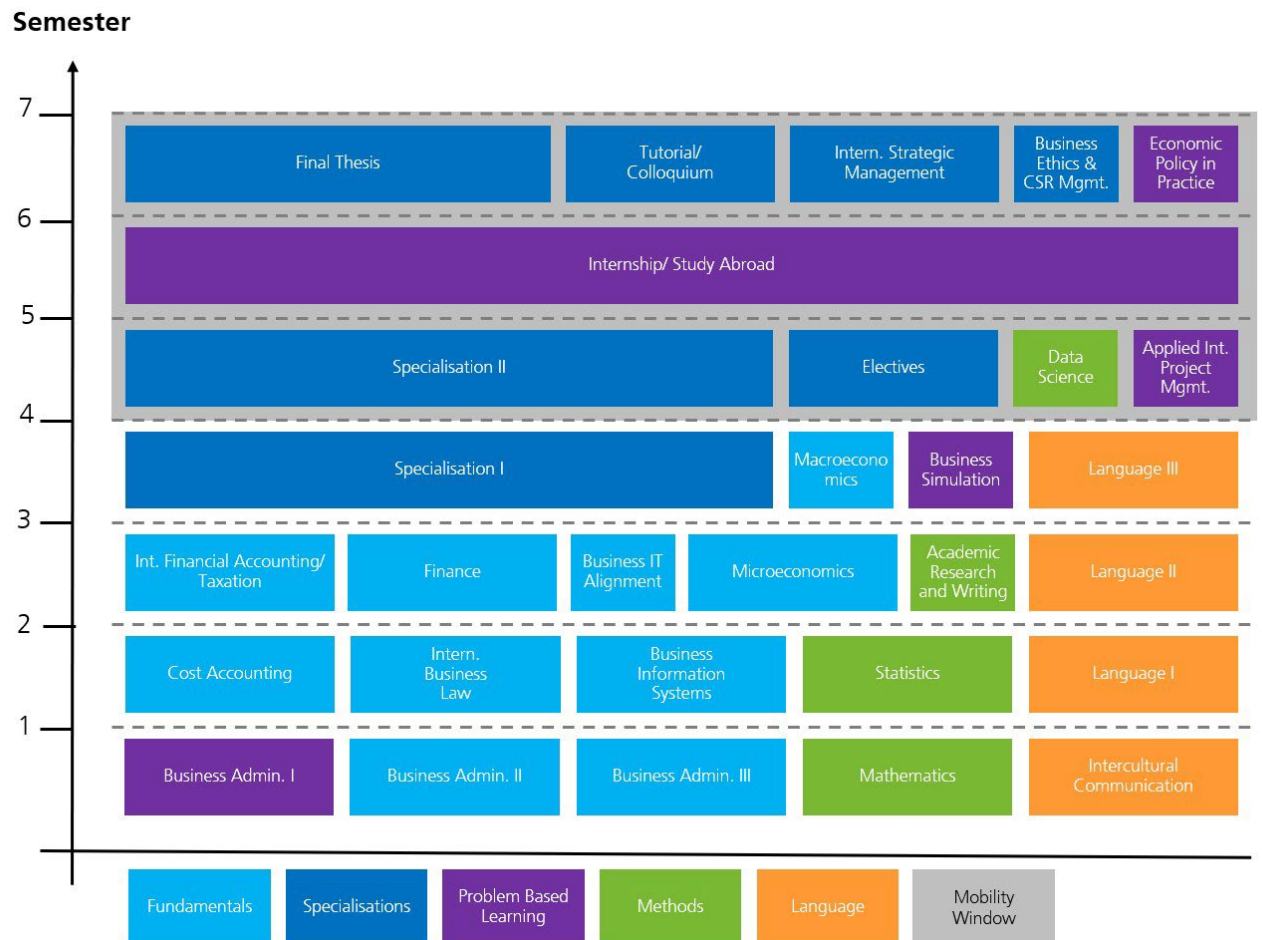 Semester
7
Final Thesis
Tutorial/
Colloquium
Intern. Strategic
Management
Business
Ethics &
CSR Mgmt.
Economic
Policy in
Practice
6
Internship/ Study Abroad
5
Specialisation II
Electives
Data
Science
Applied Int.
Project
Mgmt.
4
Specialisation I
Macroecono
mics
Business
Simulation
Language III
3
Int. Financial Accounting/
Taxation
Finance
Business IT
Alignment
Microeconomics
Academic
Research
and Writing
Language II
2
Cost Accounting
Intern.
Business
Law
Business
Information
Systems
Statistics
Language I
1
Business Admin. I
Business Admin. II
Business Admin. III
Mathematics
Intercultural
Communication
Fundamentals
Specialisations
Problem Based
Learning
Methods
Language
Mobility
Window